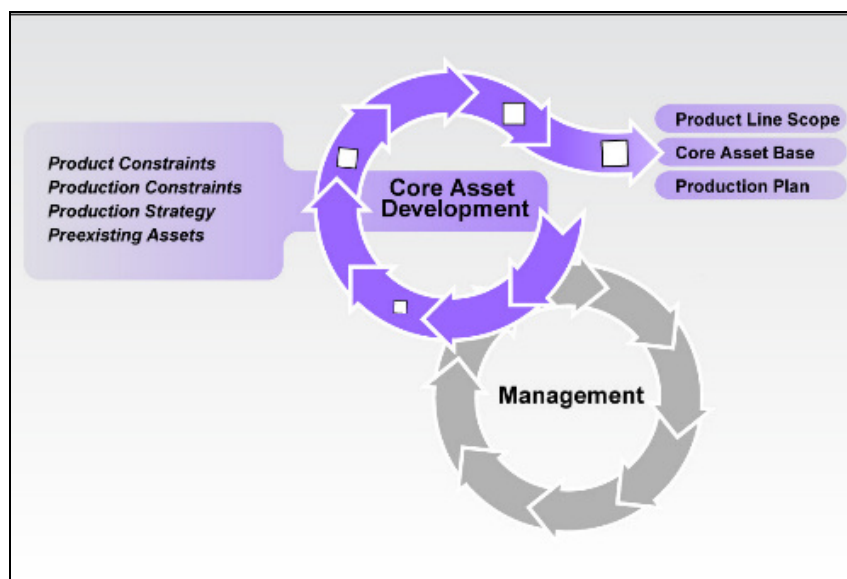 Product Constraints
Production Constraints
Production Strategy
Preexisting Assets
Core Asset
Development
Product Line Scope
Core Asset Base
Production Plan
Management